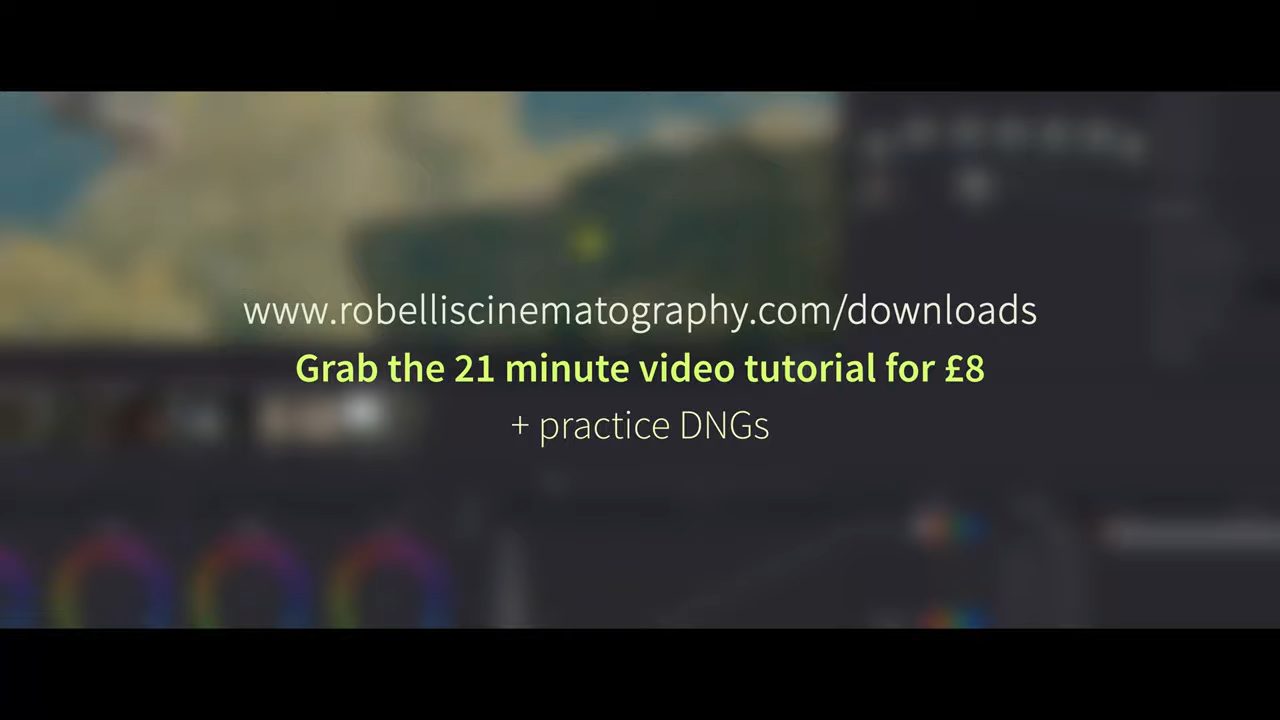 www.robelliscinematography.com/downloads
Grab the 21 minute video tutorial for £8
+ practice DNGs